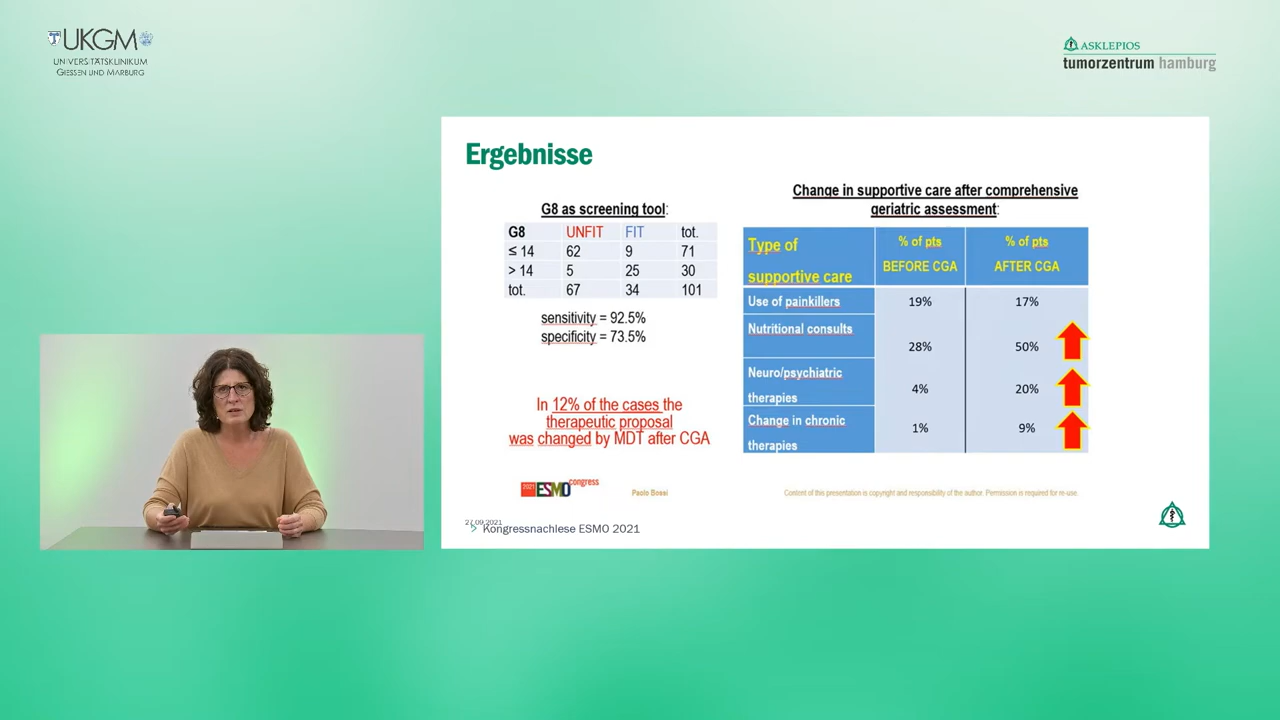 UKGM
UNIVERSITÄTSKLINIKUM
GIESSEN UND MARBURG
ASKLEPIOS
tumorzentrum hamburg
Ergebnisse
G8 as screening tool:
G8 UNFIT FIT tot.
≤ 14 62 9 71
> 14 5 25 30
tot. 67 34 101
sensitivity = 92.5%
specificity = 73.5%
In 12% of the cases the
therapeutic proposal
was changed by MDT after CGA
Change in supportive care after comprehensive
geriatric assessment:
Type of
supportive care
% of pts
BEFORE CGA
% of pts
AFTER CGA
Use of painkillers 19% 17%
Nutritional consults 28% 50%
Neuro/psychiatric
therapies
4% 20%
Change in chronic
therapies
1% 9%
2021 ESMO congress
Paolo Bossi
Content of this presentation is copyright and responsibility of the author. Permission is required for re-use.
27.09.2021
Kongressnachlese ESMO 2021